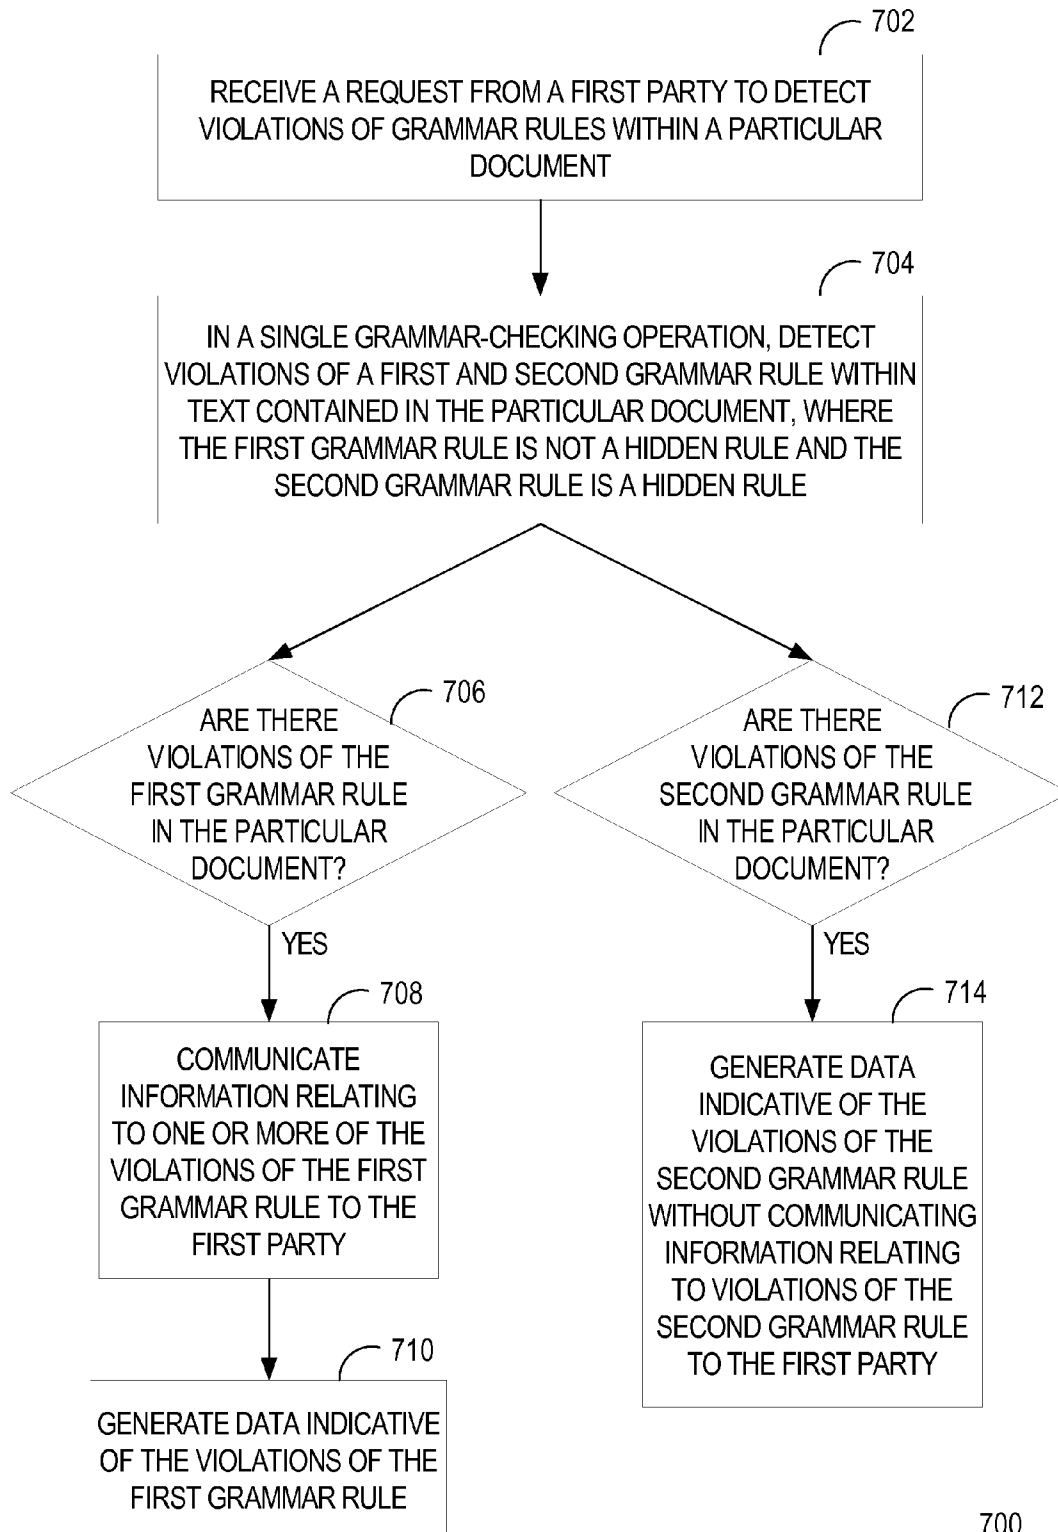 702
RECEIVE A REQUEST FROM A FIRST PARTY TO DETECT
VIOLATIONS OF GRAMMAR RULES WITHIN A PARTICULAR
DOCUMENT
704
IN A SINGLE GRAMMAR-CHECKING OPERATION, DETECT
VIOLATIONS OF A FIRST AND SECOND GRAMMAR RULE WITHIN
TEXT CONTAINED IN THE PARTICULAR DOCUMENT, WHERE
THE FIRST GRAMMAR RULE IS NOT A HIDDEN RULE AND THE
SECOND GRAMMAR RULE IS A HIDDEN RULE
706
ARE THERE
VIOLATIONS OF THE
FIRST GRAMMAR RULE
IN THE PARTICULAR
DOCUMENT?
YES
708
COMMUNICATE
INFORMATION RELATING
TO ONE OR MORE OF THE
VIOLATIONS OF THE FIRST
GRAMMAR RULE TO THE
FIRST PARTY
710
GENERATE DATA INDICATIVE
OF THE VIOLATIONS OF THE
FIRST GRAMMAR RULE
712
ARE THERE
VIOLATIONS OF THE
SECOND GRAMMAR RULE
IN THE PARTICULAR
DOCUMENT?
YES
714
GENERATE DATA
INDICATIVE OF THE
VIOLATIONS OF THE
SECOND GRAMMAR RULE
WITHOUT COMMUNICATING
INFORMATION RELATING
TO VIOLATIONS OF THE
SECOND GRAMMAR RULE
TO THE FIRST PARTY
700